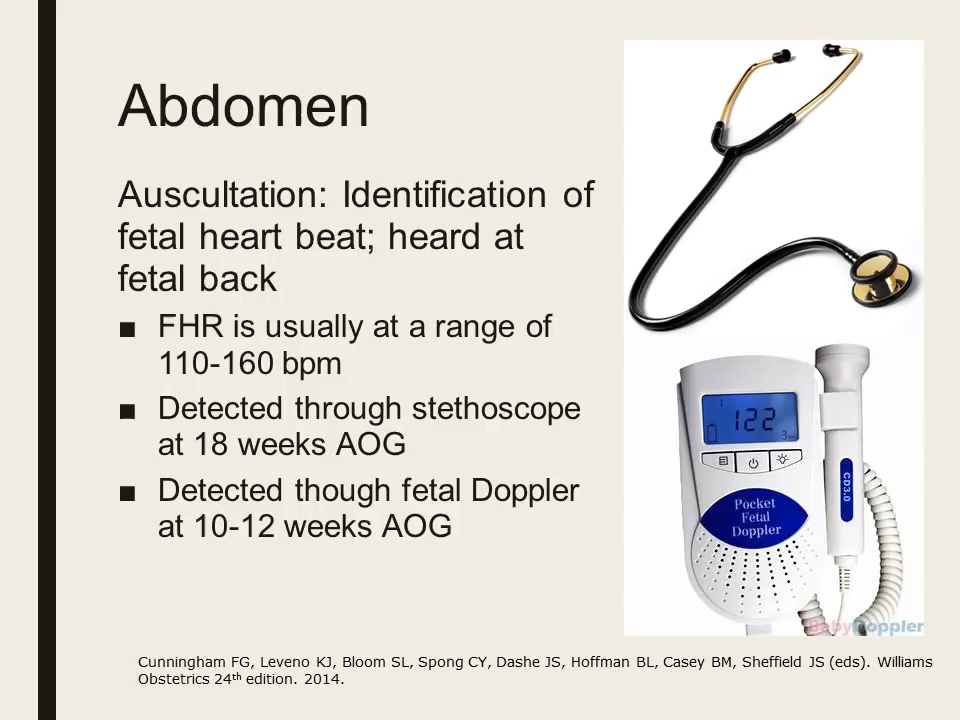 Abdomen
Auscultation: Identification of
fetal heart beat; heard at
fetal back
■ FHR is usually at a range of
110-160 bpm
■ Detected through stethoscope
at 18 weeks AOG
■ Detected though fetal Doppler
at 10-12 weeks AOG
1
122
CD3.0
Pocket
Fetal
Doppler
BabyDoppler
Cunningham FG, Leveno KJ, Bloom SL, Spong CY, Dashe JS, Hoffman BL, Casey BM, Sheffield JS (eds). Williams
Obstetrics 24th edition. 2014.